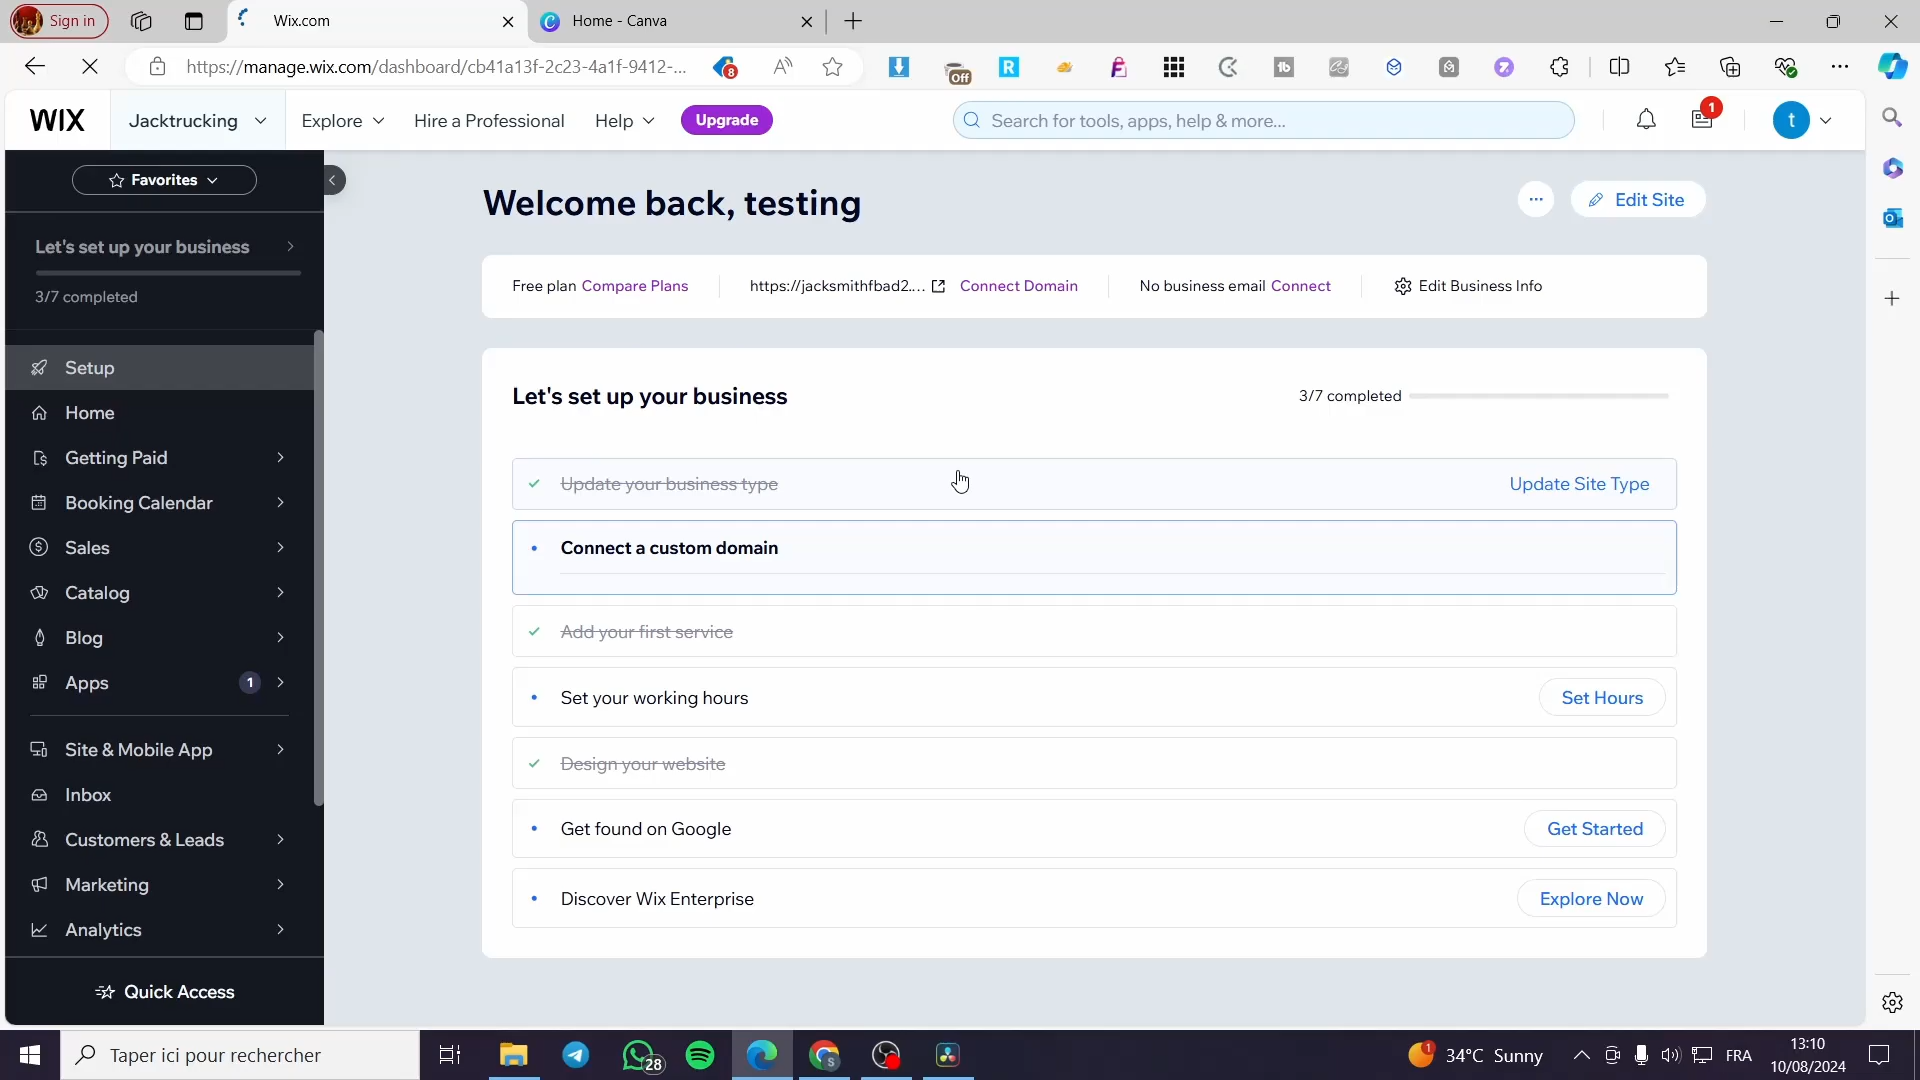 Sign in
Wix.com
Home - Canva
https://manage.wix.com/dashboard/cb41a13f-2c23-4a1f-9412-...
8
Off
R
tb
WIX
Jacktrucking
Explore
Hire a Professional
Help
Upgrade
Search for tools, apps, help & more...
1
t
Favorites
Let's set up your business
3/7 completed
Setup
Home
Getting Paid
Booking Calendar
Sales
Catalog
Blog
Apps 1
Site & Mobile App
Inbox
Customers & Leads
Marketing
Analytics
Quick Access
Welcome back, testing
... Edit Site
Free plan Compare Plans
https://jacksmithfbad2.... Connect Domain
No business email Connect
Edit Business Info
Let's set up your business
3/7 completed
Update your business type
Update Site Type
Connect a custom domain
Add your first service
Set your working hours
Set Hours
Design your website
Get found on Google
Get Started
Discover Wix Enterprise
Explore Now
Taper ici pour rechercher
28
S
1
34°C Sunny
FRA
13:10
10/08/2024